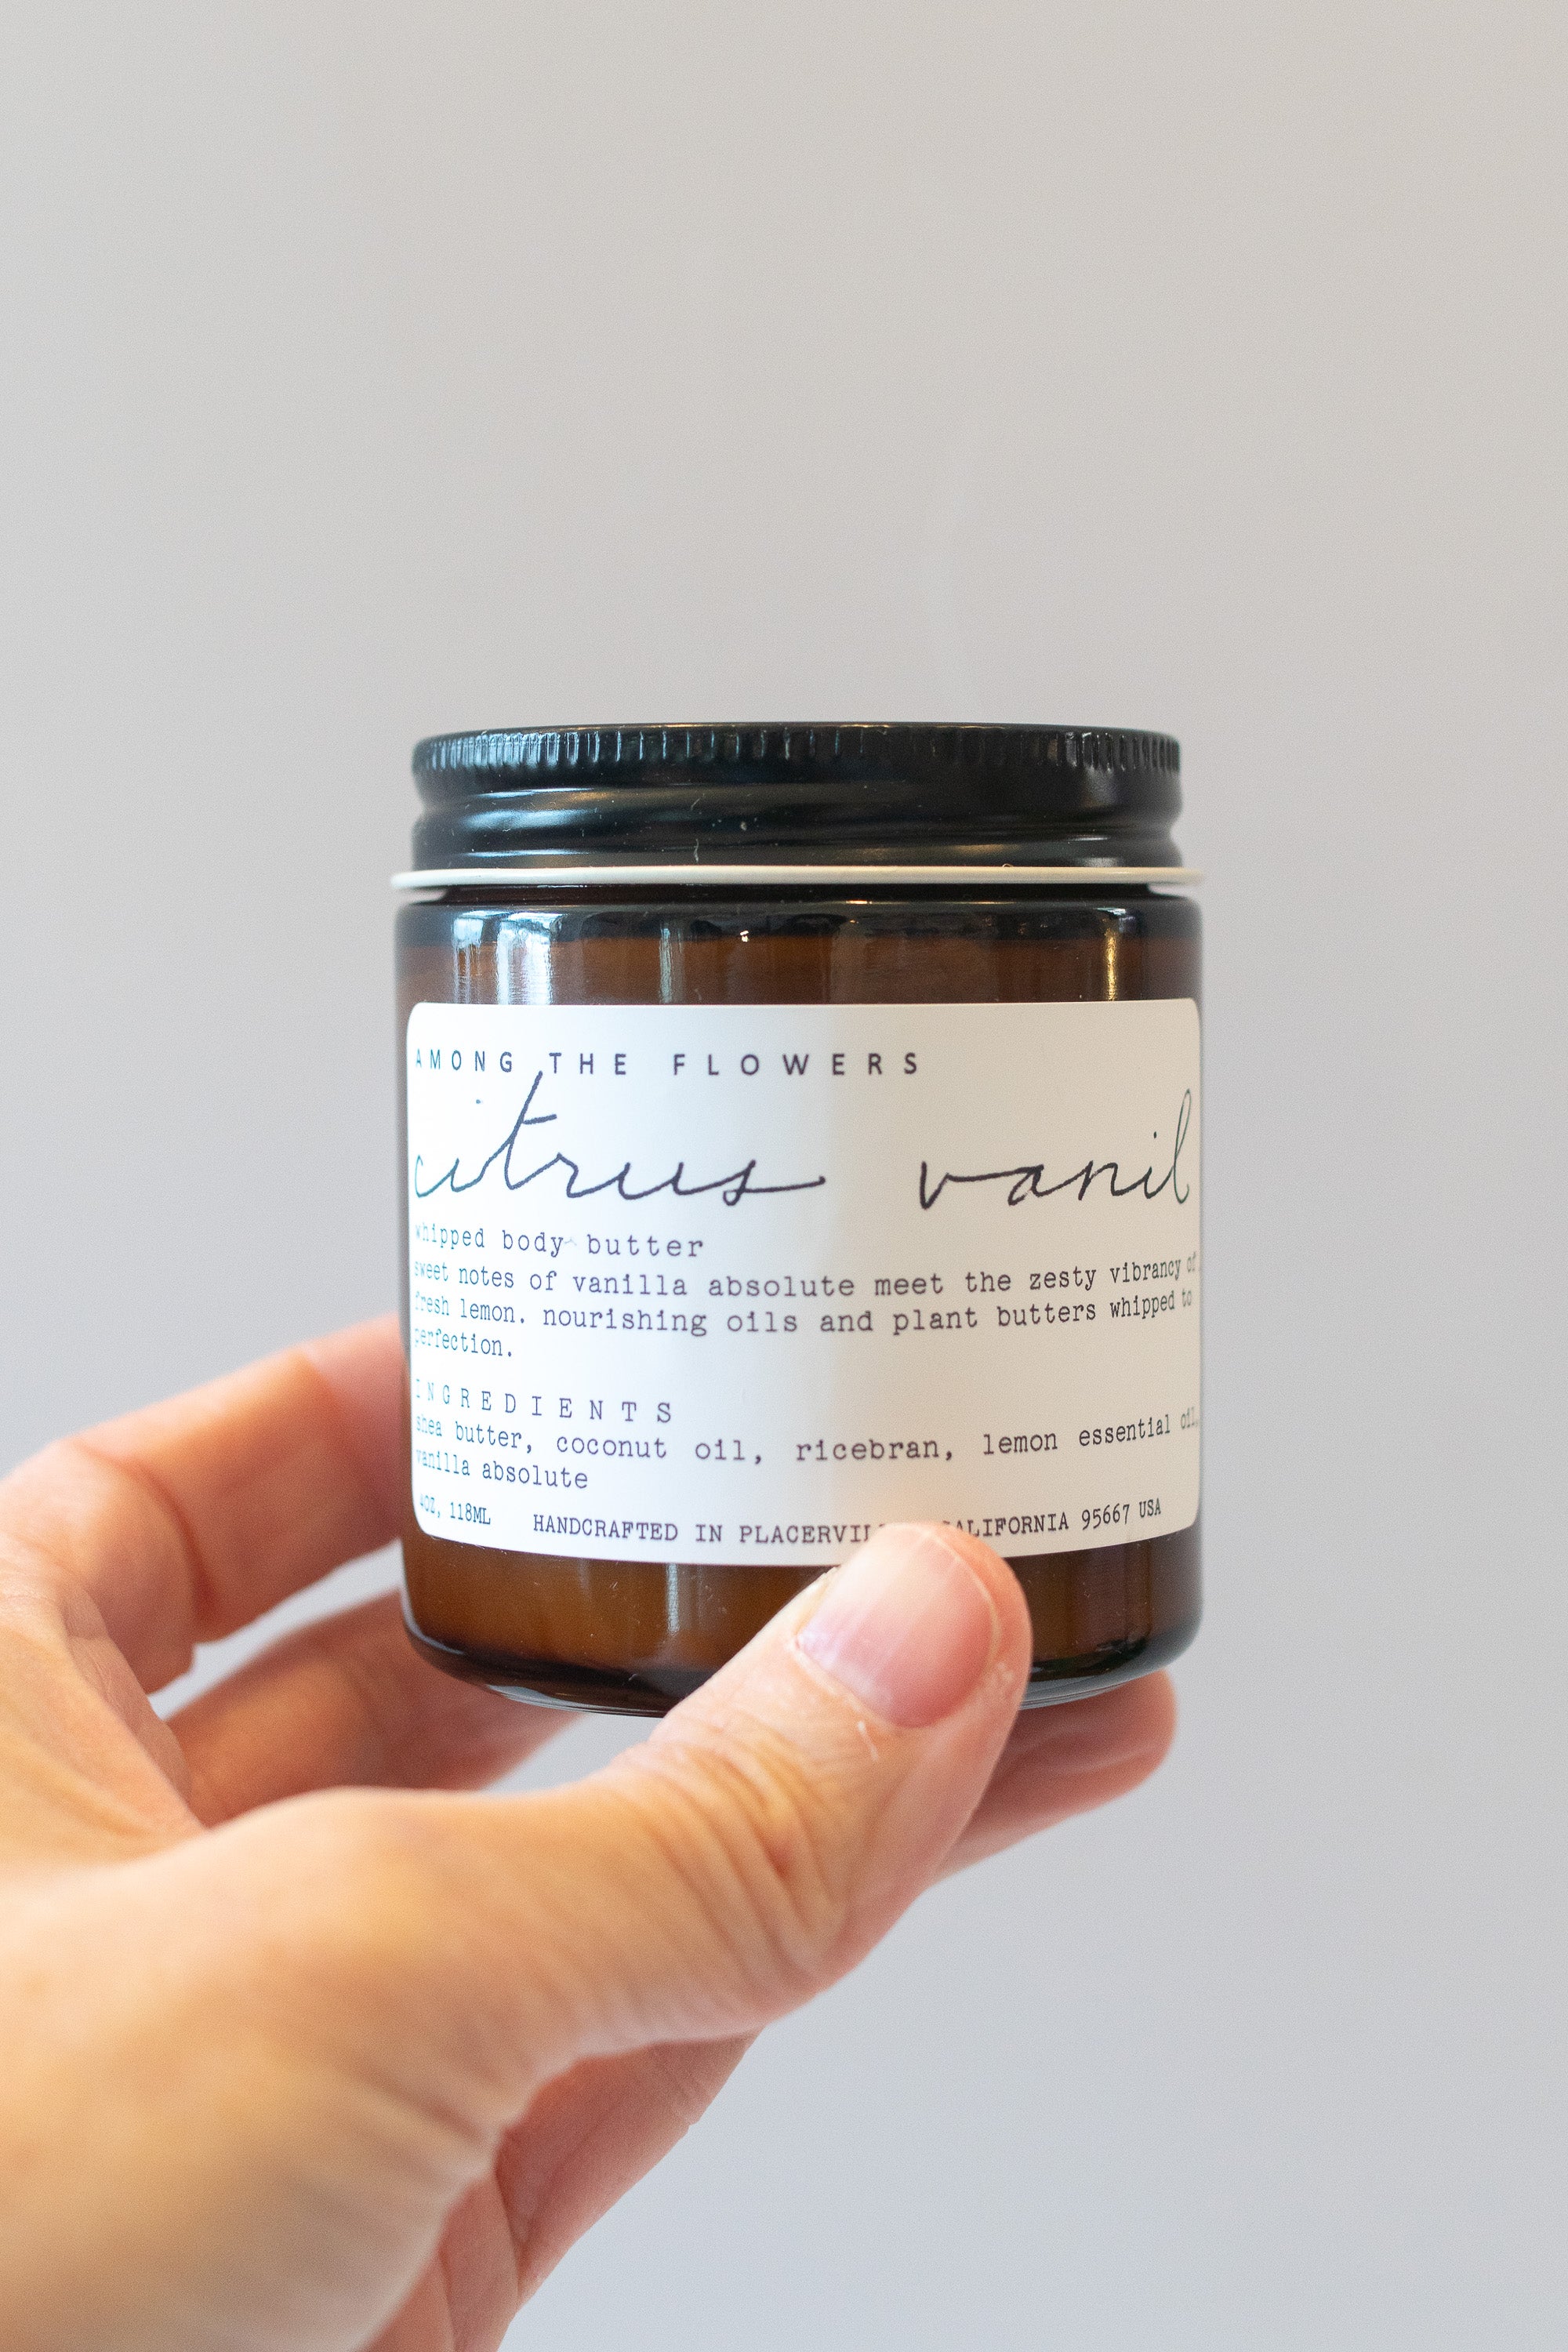 AMONG THE FLOWERS
citrus vanil
whipped body butter
sweet notes of vanilla absolute meet the zesty vibrancy of
fresh lemon. nourishing oils and plant butters whipped to
perfection.
INGREDIENTS
shea butter, coconut oil, ricebran, lemon essential oil,
vanilla absolute
4OZ, 118ML HANDCRAFTED IN PLACERVIL ALIFORNIA 95667 USA